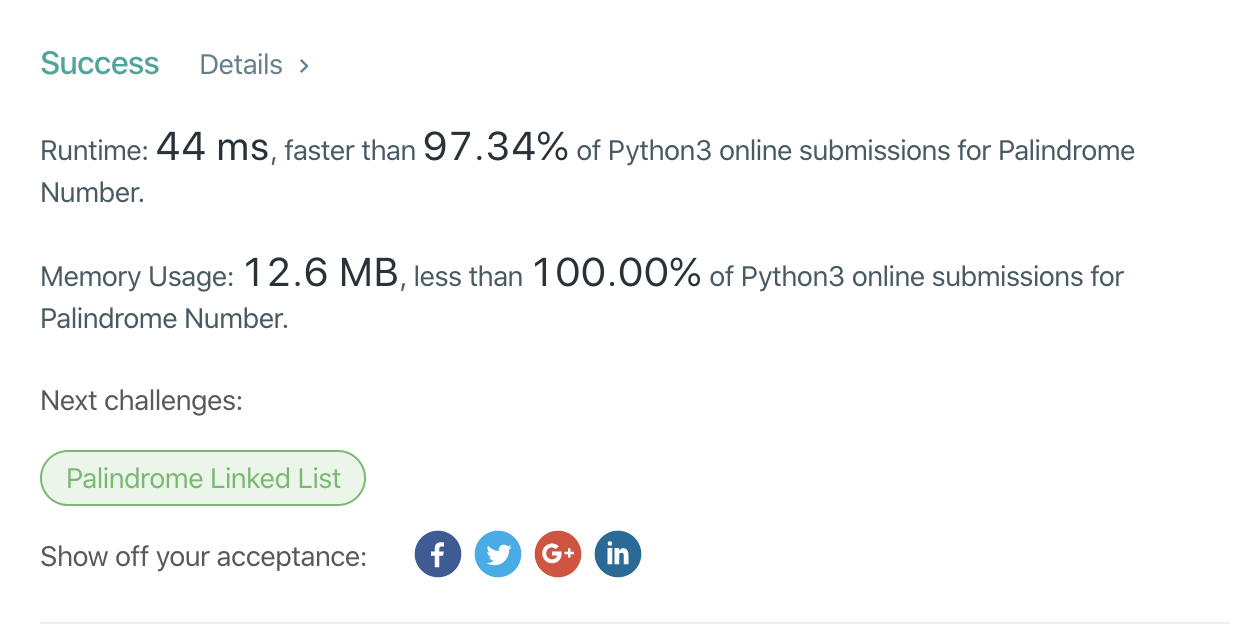 Success Details >
Runtime: 44 ms, faster than 97.34% of Python3 online submissions for Palindrome
Number.
Memory Usage: 12.6 MB, less than 100.00% of Python3 online submissions for
Palindrome Number.
Next challenges:
Palindrome Linked List
Show off your acceptance: f G+ in